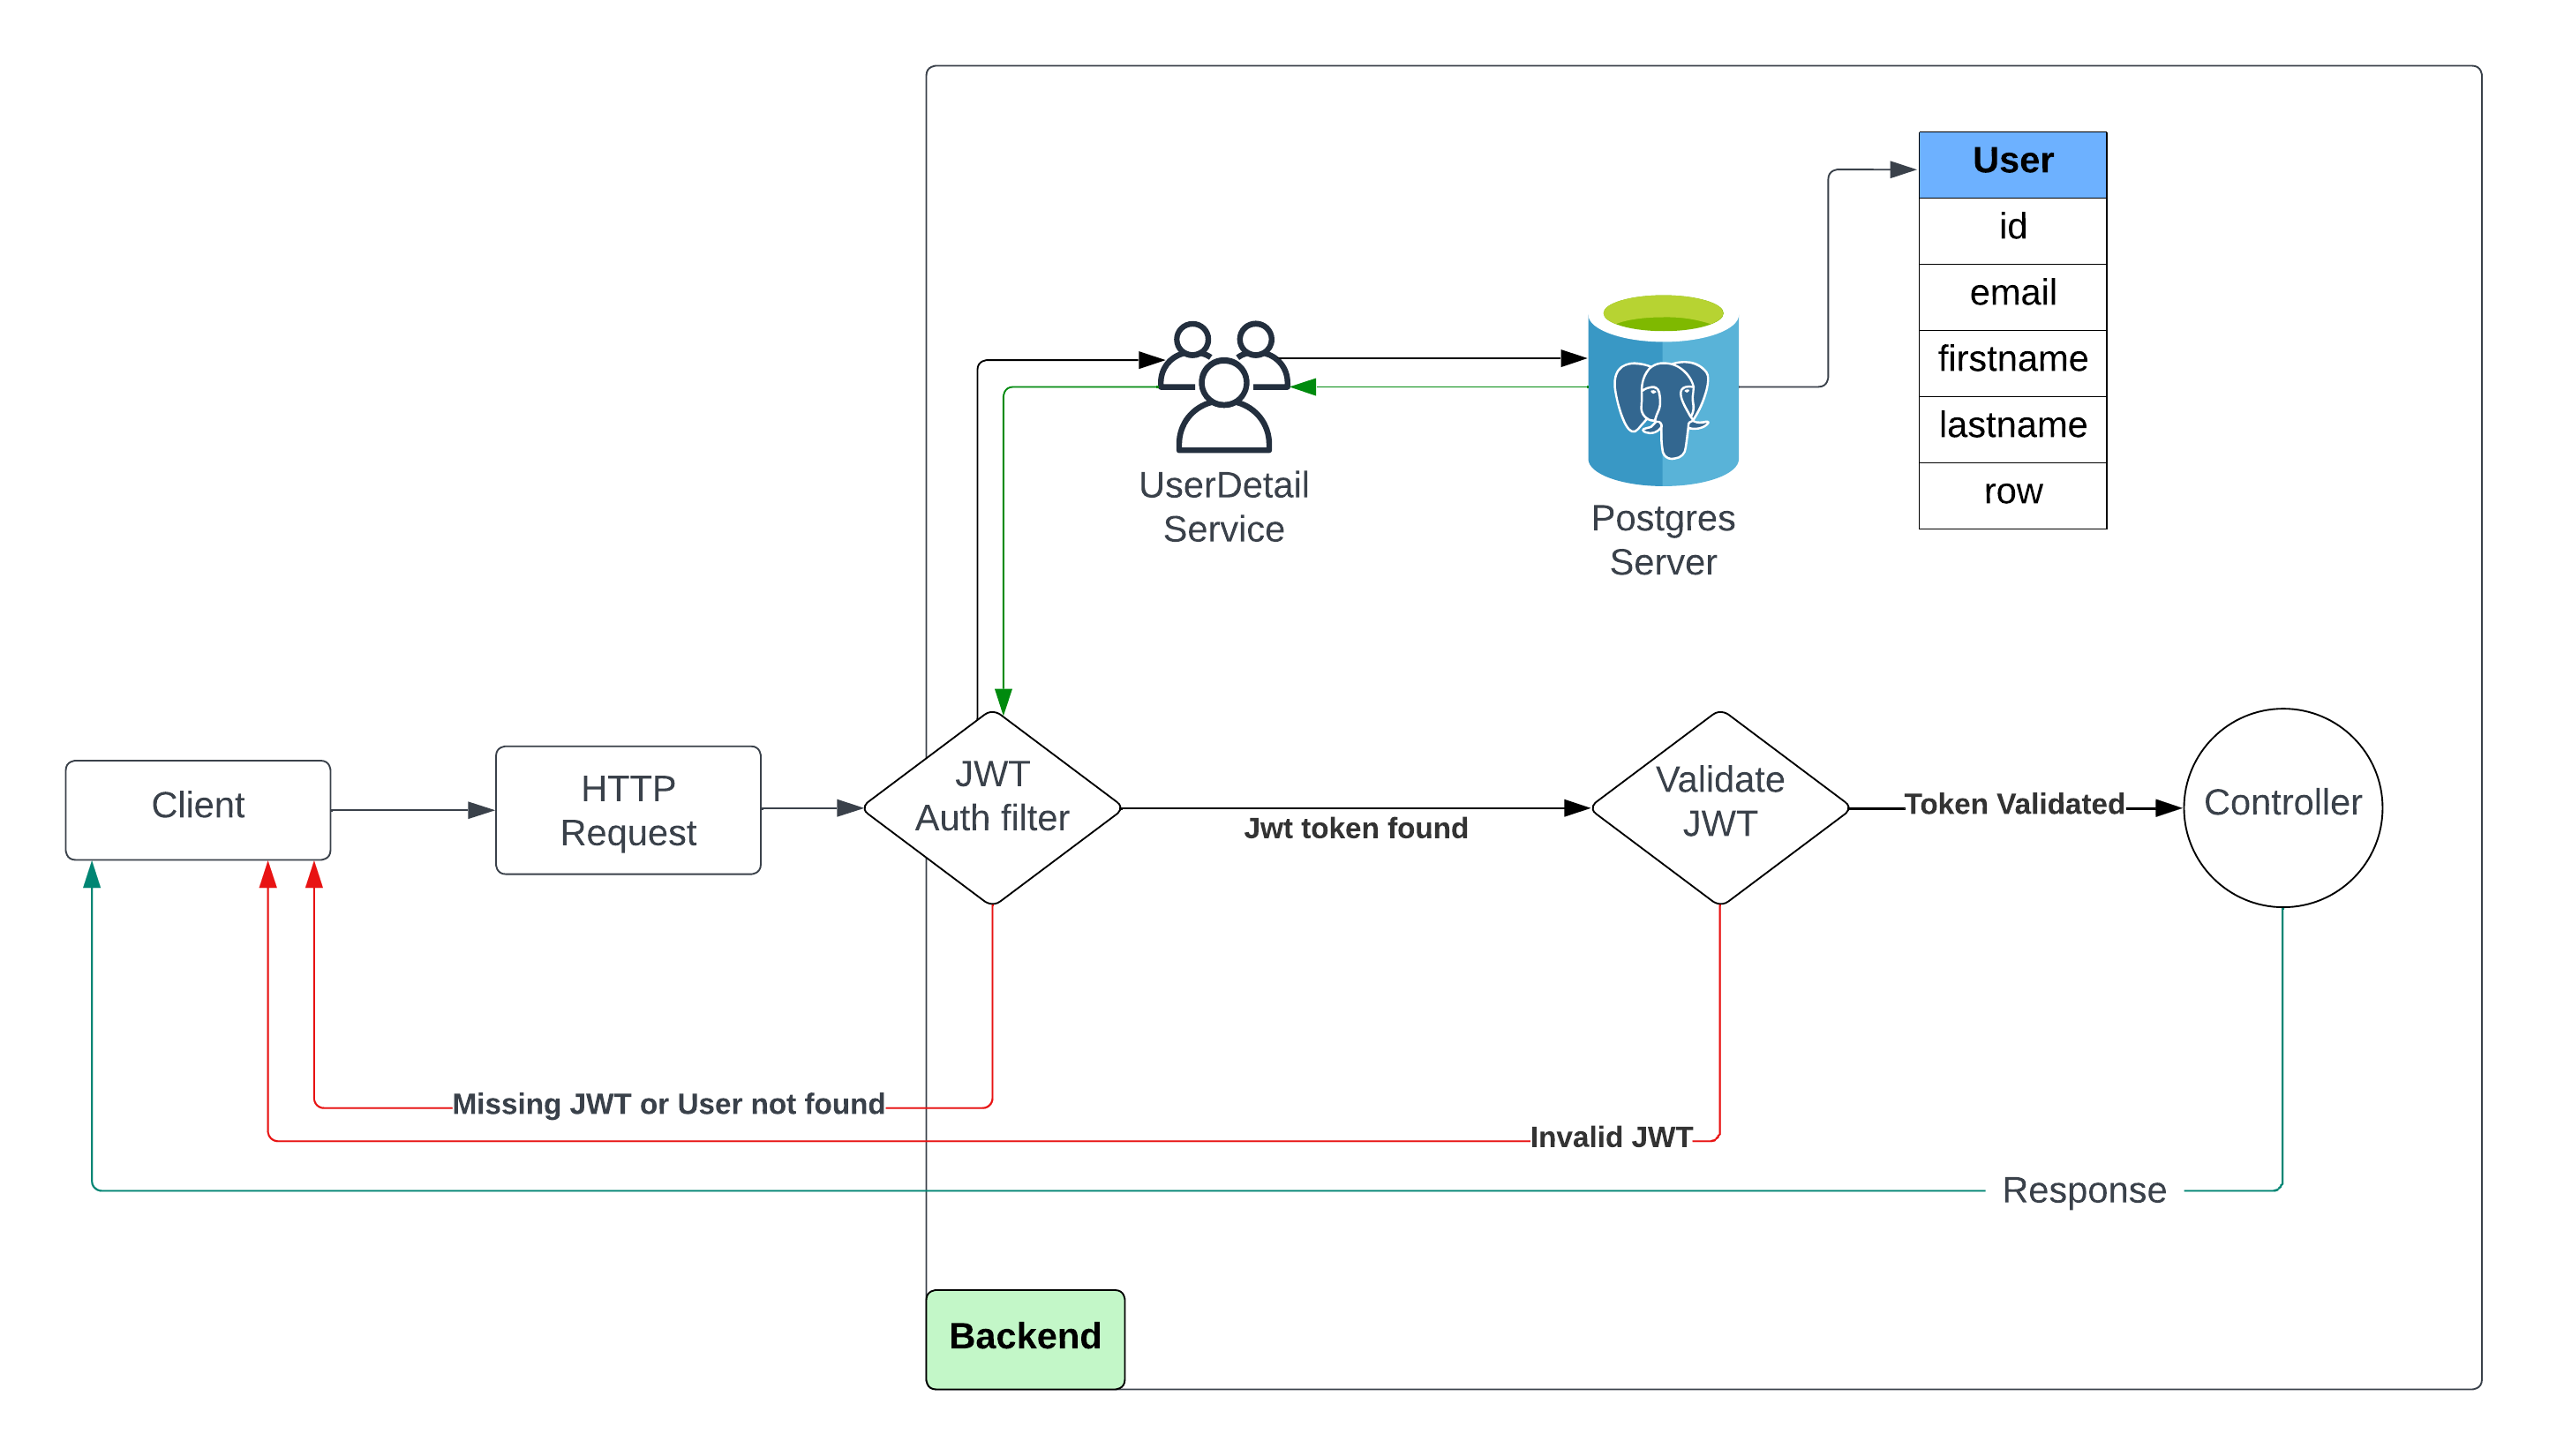 User
id
email
firstname
lastname
row
UserDetail
Service
Postgres
Server
Client
HTTP
Request
JWT
Auth filter
Jwt token found
Validate
JWT
Token Validated
Controller
Missing JWT or User not found
Invalid JWT
Response
Backend